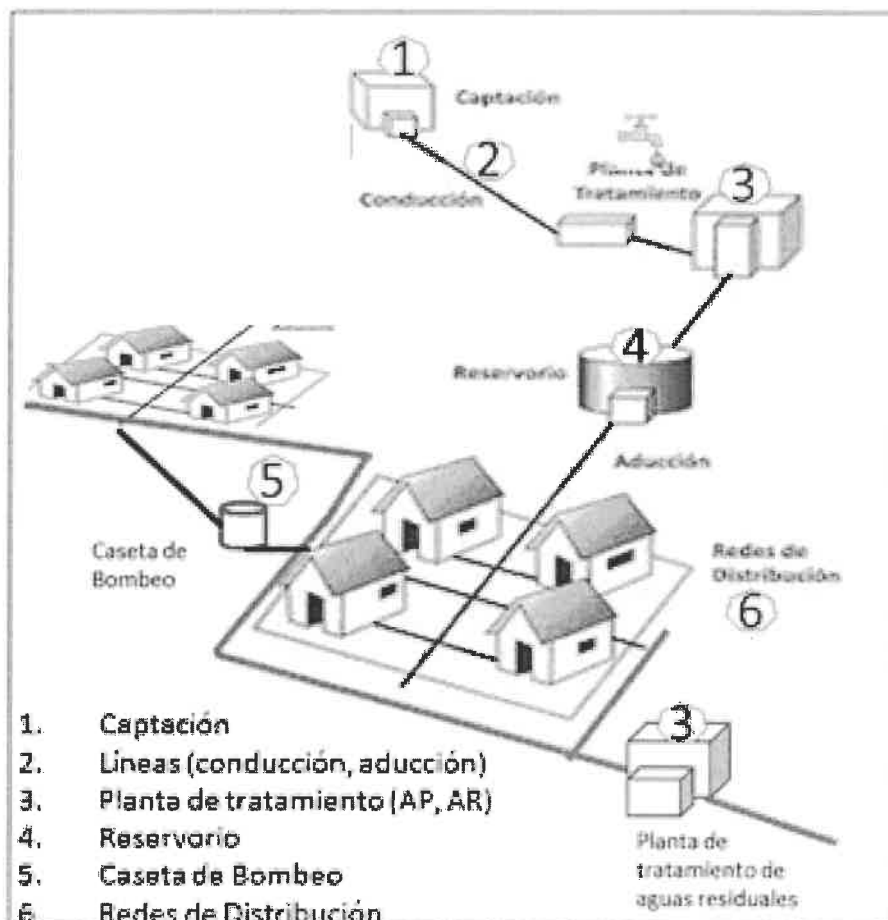 1
Captación
2
Conducción
Planta de
Tratamiento
3
4
Reservorio
Aducción
5
Caseta de
Bombeo
Redes de
Distribución
6
1. Captación
2. Líneas (conducción, aducción)
3. Planta de tratamiento (AP, AR)
4. Reservorio
5. Caseta de Bombeo
6 Redes de Distribución
3
Planta de
tratamiento de
aguas residuales